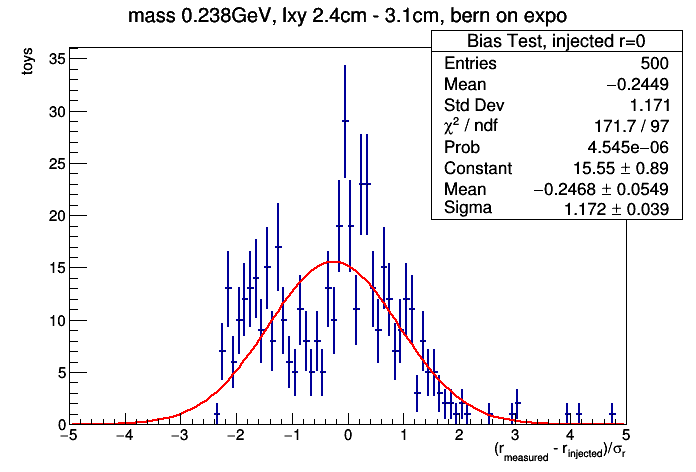 mass 0.238GeV, lxy 2.4cm - 3.1cm, bern on expo
Bias Test, injected r=0
Entries 500
Mean −0.2449
Std Dev 1.171
χ² / ndf 171.7 / 97
Prob 4.545e−06
Constant 15.55 ± 0.89
Mean −0.2468 ± 0.0549
Sigma 1.172 ± 0.039
toys
35
30
25
20
15
10
5
0
−5 −4 −3 −2 −1 0 1 2 3 4 5
(r_measured - r_injected)/σ_r